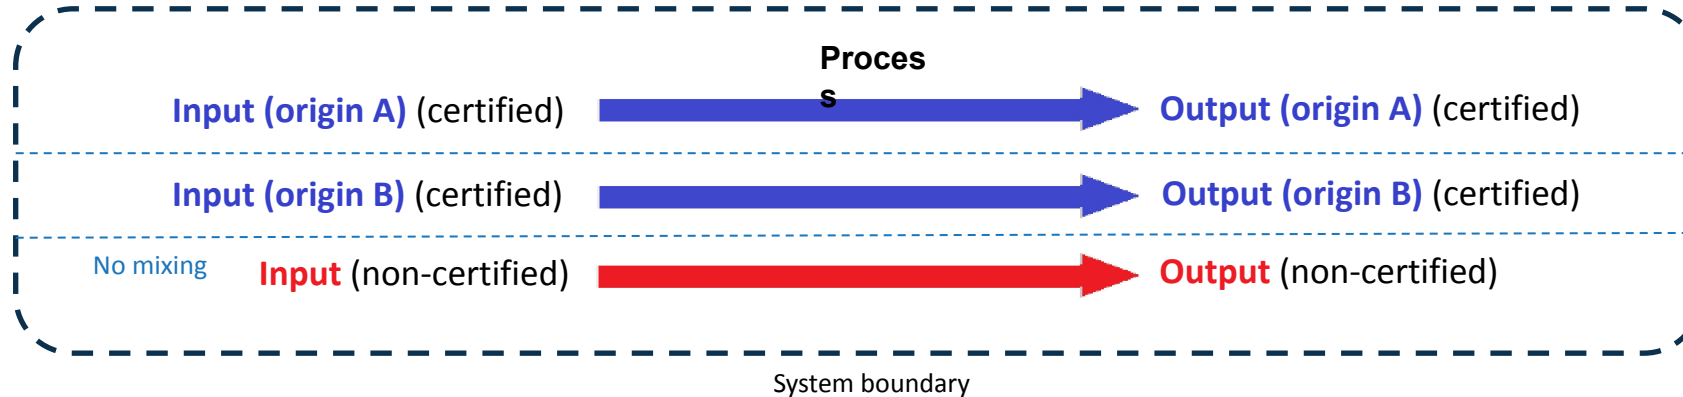 Proces
s
Input (origin A) (certified)
Output (origin A) (certified)
Input (origin B) (certified)
Output (origin B) (certified)
No mixing
Input (non-certified)
Output (non-certified)
System boundary